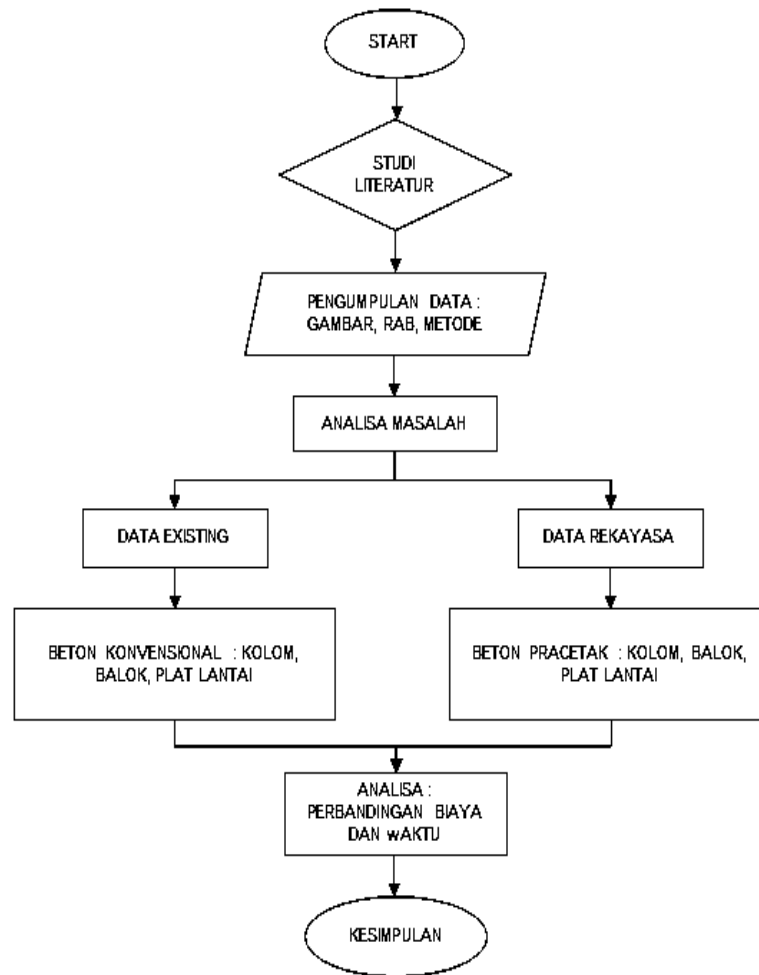 START
STUDI
LITERATUR
PENGUMPULAN DATA :
GAMBAR, RAB, METODE
ANALISA MASALAH
DATA EXISTING
DATA REKAYASA
BETON KONVENSIONAL : KOLOM,
BALOK, PLAT LANTAI
BETON PRACETAK : KOLOM, BALOK,
PLAT LANTAI
ANALISA :
PERBANDINGAN BIAYA
DAN WAKTU
KESIMPULAN